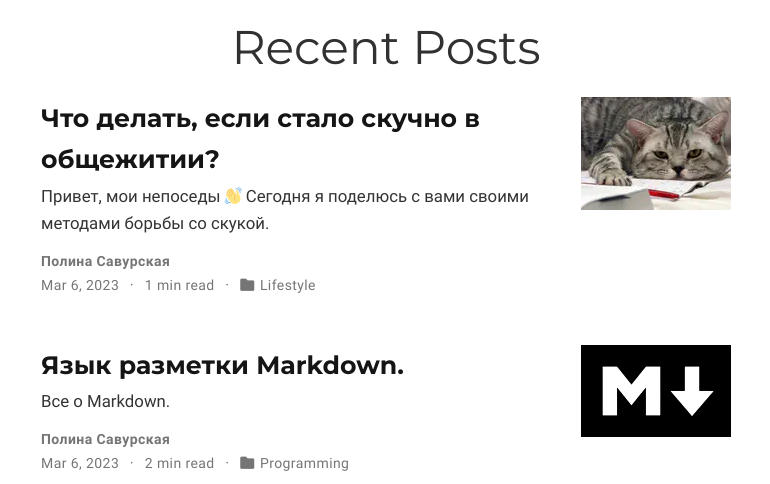 Recent Posts
Что делать, если стало скучно в
общежитии?
Привет, мои непоседы 👋 Сегодня я поделюсь с вами своими
методами борьбы со скукой.
Полина Савурская
Mar 6, 2023 · 1 min read · Lifestyle
Язык разметки Markdown.
Все о Markdown.
Полина Савурская
Mar 6, 2023 · 2 min read · Programming
M